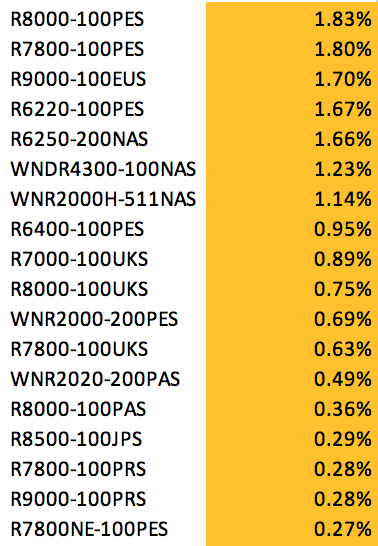 R8000-100PES 1.83%
R7800-100PES 1.80%
R9000-100EUS 1.70%
R6220-100PES 1.67%
R6250-200NAS 1.66%
WNDR4300-100NAS 1.23%
WNR2000H-511NAS 1.14%
R6400-100PES 0.95%
R7000-100UKS 0.89%
R8000-100UKS 0.75%
WNR2000-200PES 0.69%
R7800-100UKS 0.63%
WNR2020-200PAS 0.49%
R8000-100PAS 0.36%
R8500-100JPS 0.29%
R7800-100PRS 0.28%
R9000-100PRS 0.28%
R7800NE-100PES 0.27%